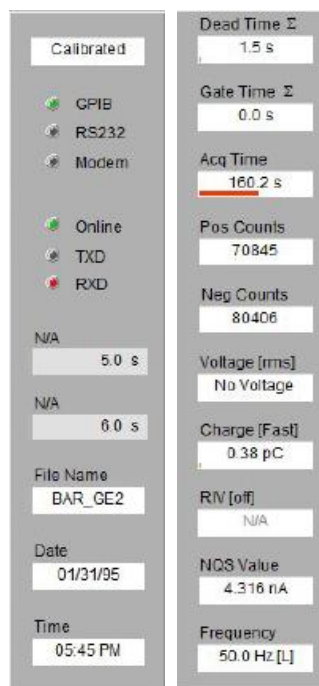 Calibrated
GPIB
RS232
Modem
Online
TXD
RXD
N/A
5.0 s
N/A
6.0 s
File Name
BAR_GE2
Date
01/31/95
Time
05:45 PM
Dead Time Σ
1.5 s
Gate Time Σ
0.0 s
Acq Time
160.2 s
Pos Counts
70845
Neg Counts
80406
Voltage [rms]
No Voltage
Charge [Fast]
0.38 pC
RIV [off]
N/A
NQS Value
4.316 nA
Frequency
50.0 Hz [L]